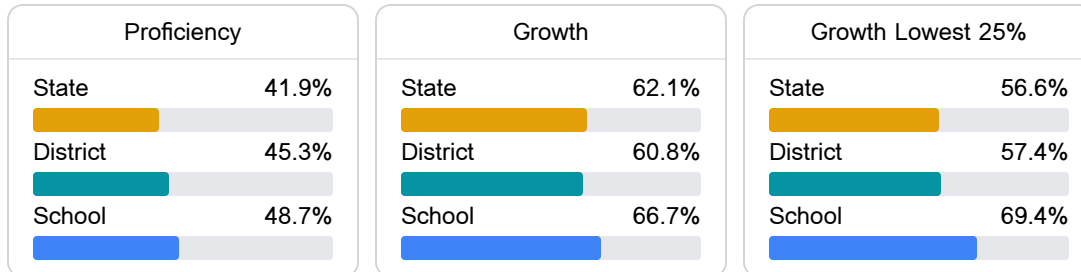 Proficiency
State 41.9%
District 45.3%
School 48.7%
Growth
State 62.1%
District 60.8%
School 66.7%
Growth Lowest 25%
State 56.6%
District 57.4%
School 69.4%